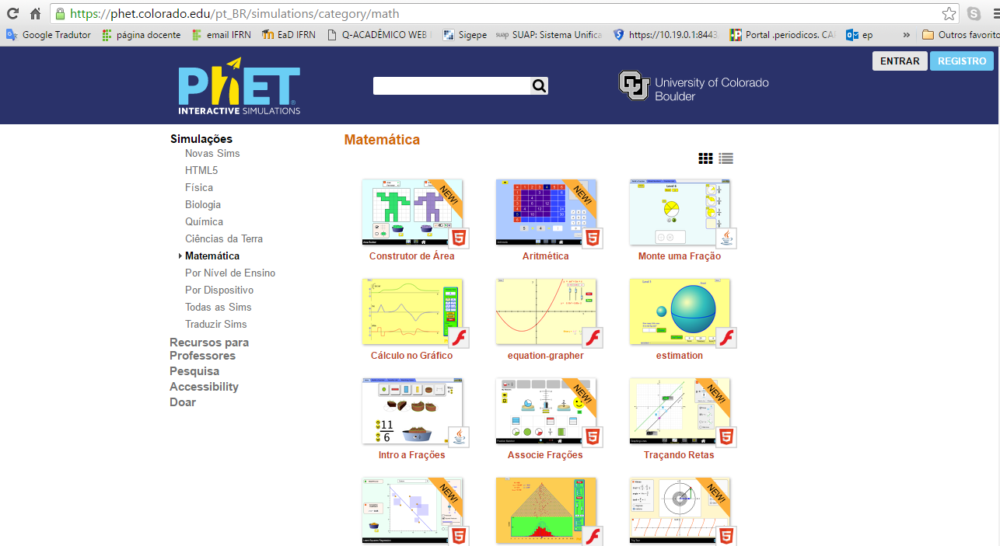 https://phet.colorado.edu/pt_BR/simulations/category/math
Google Tradutor página docente email IFRN EaD IFRN Q-ACADÊMICO WEB Sigepe suap SUAP: Sistema Unifica https://10.19.0.1:8443 Portal .periodicos. CAP ep » Outros favorito
ENTRAR REGISTRO
PhET
INTERACTIVE SIMULATIONS
CU University of Colorado
Boulder
Simulações
Novas Sims
HTML5
Física
Biologia
Química
Ciências da Terra
Matemática
Por Nível de Ensino
Por Dispositivo
Todas as Sims
Traduzir Sims
Recursos para
Professores
Pesquisa
Accessibility
Doar
Matemática
NEW! NEW! Level 6
Construtor de Área Aritmética Monte uma Fração
Level 1
Cálculo no Gráfico equation-grapher estimation
11
6
NEW! NEW!
Intro a Frações Associe Frações Traçando Retas
NEW! NEW!